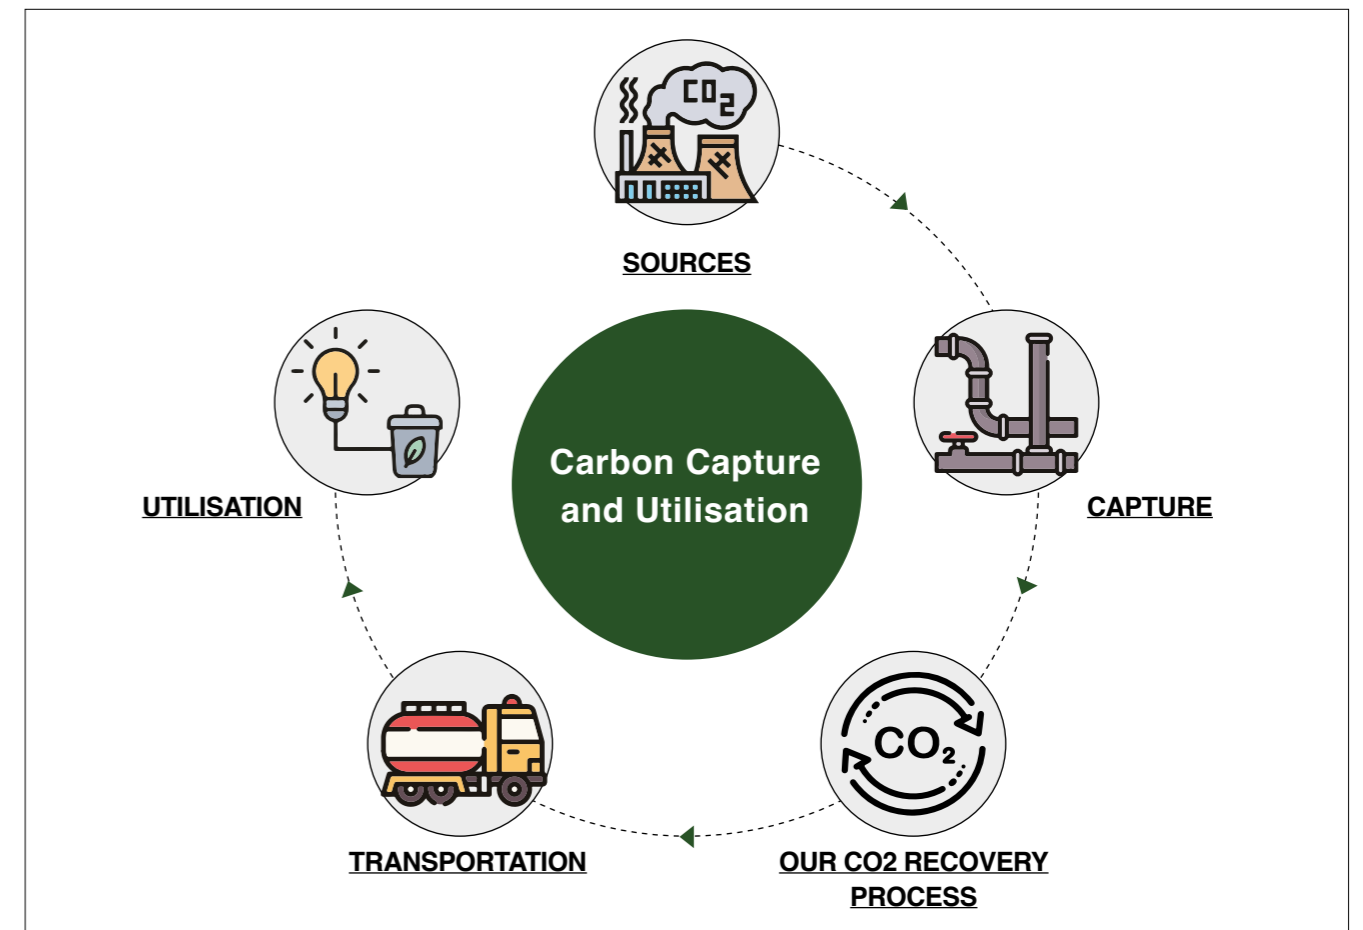 CO2
SOURCES
Carbon Capture
and Utilisation
UTILISATION
CAPTURE
CO₂
TRANSPORTATION
OUR CO2 RECOVERY
PROCESS